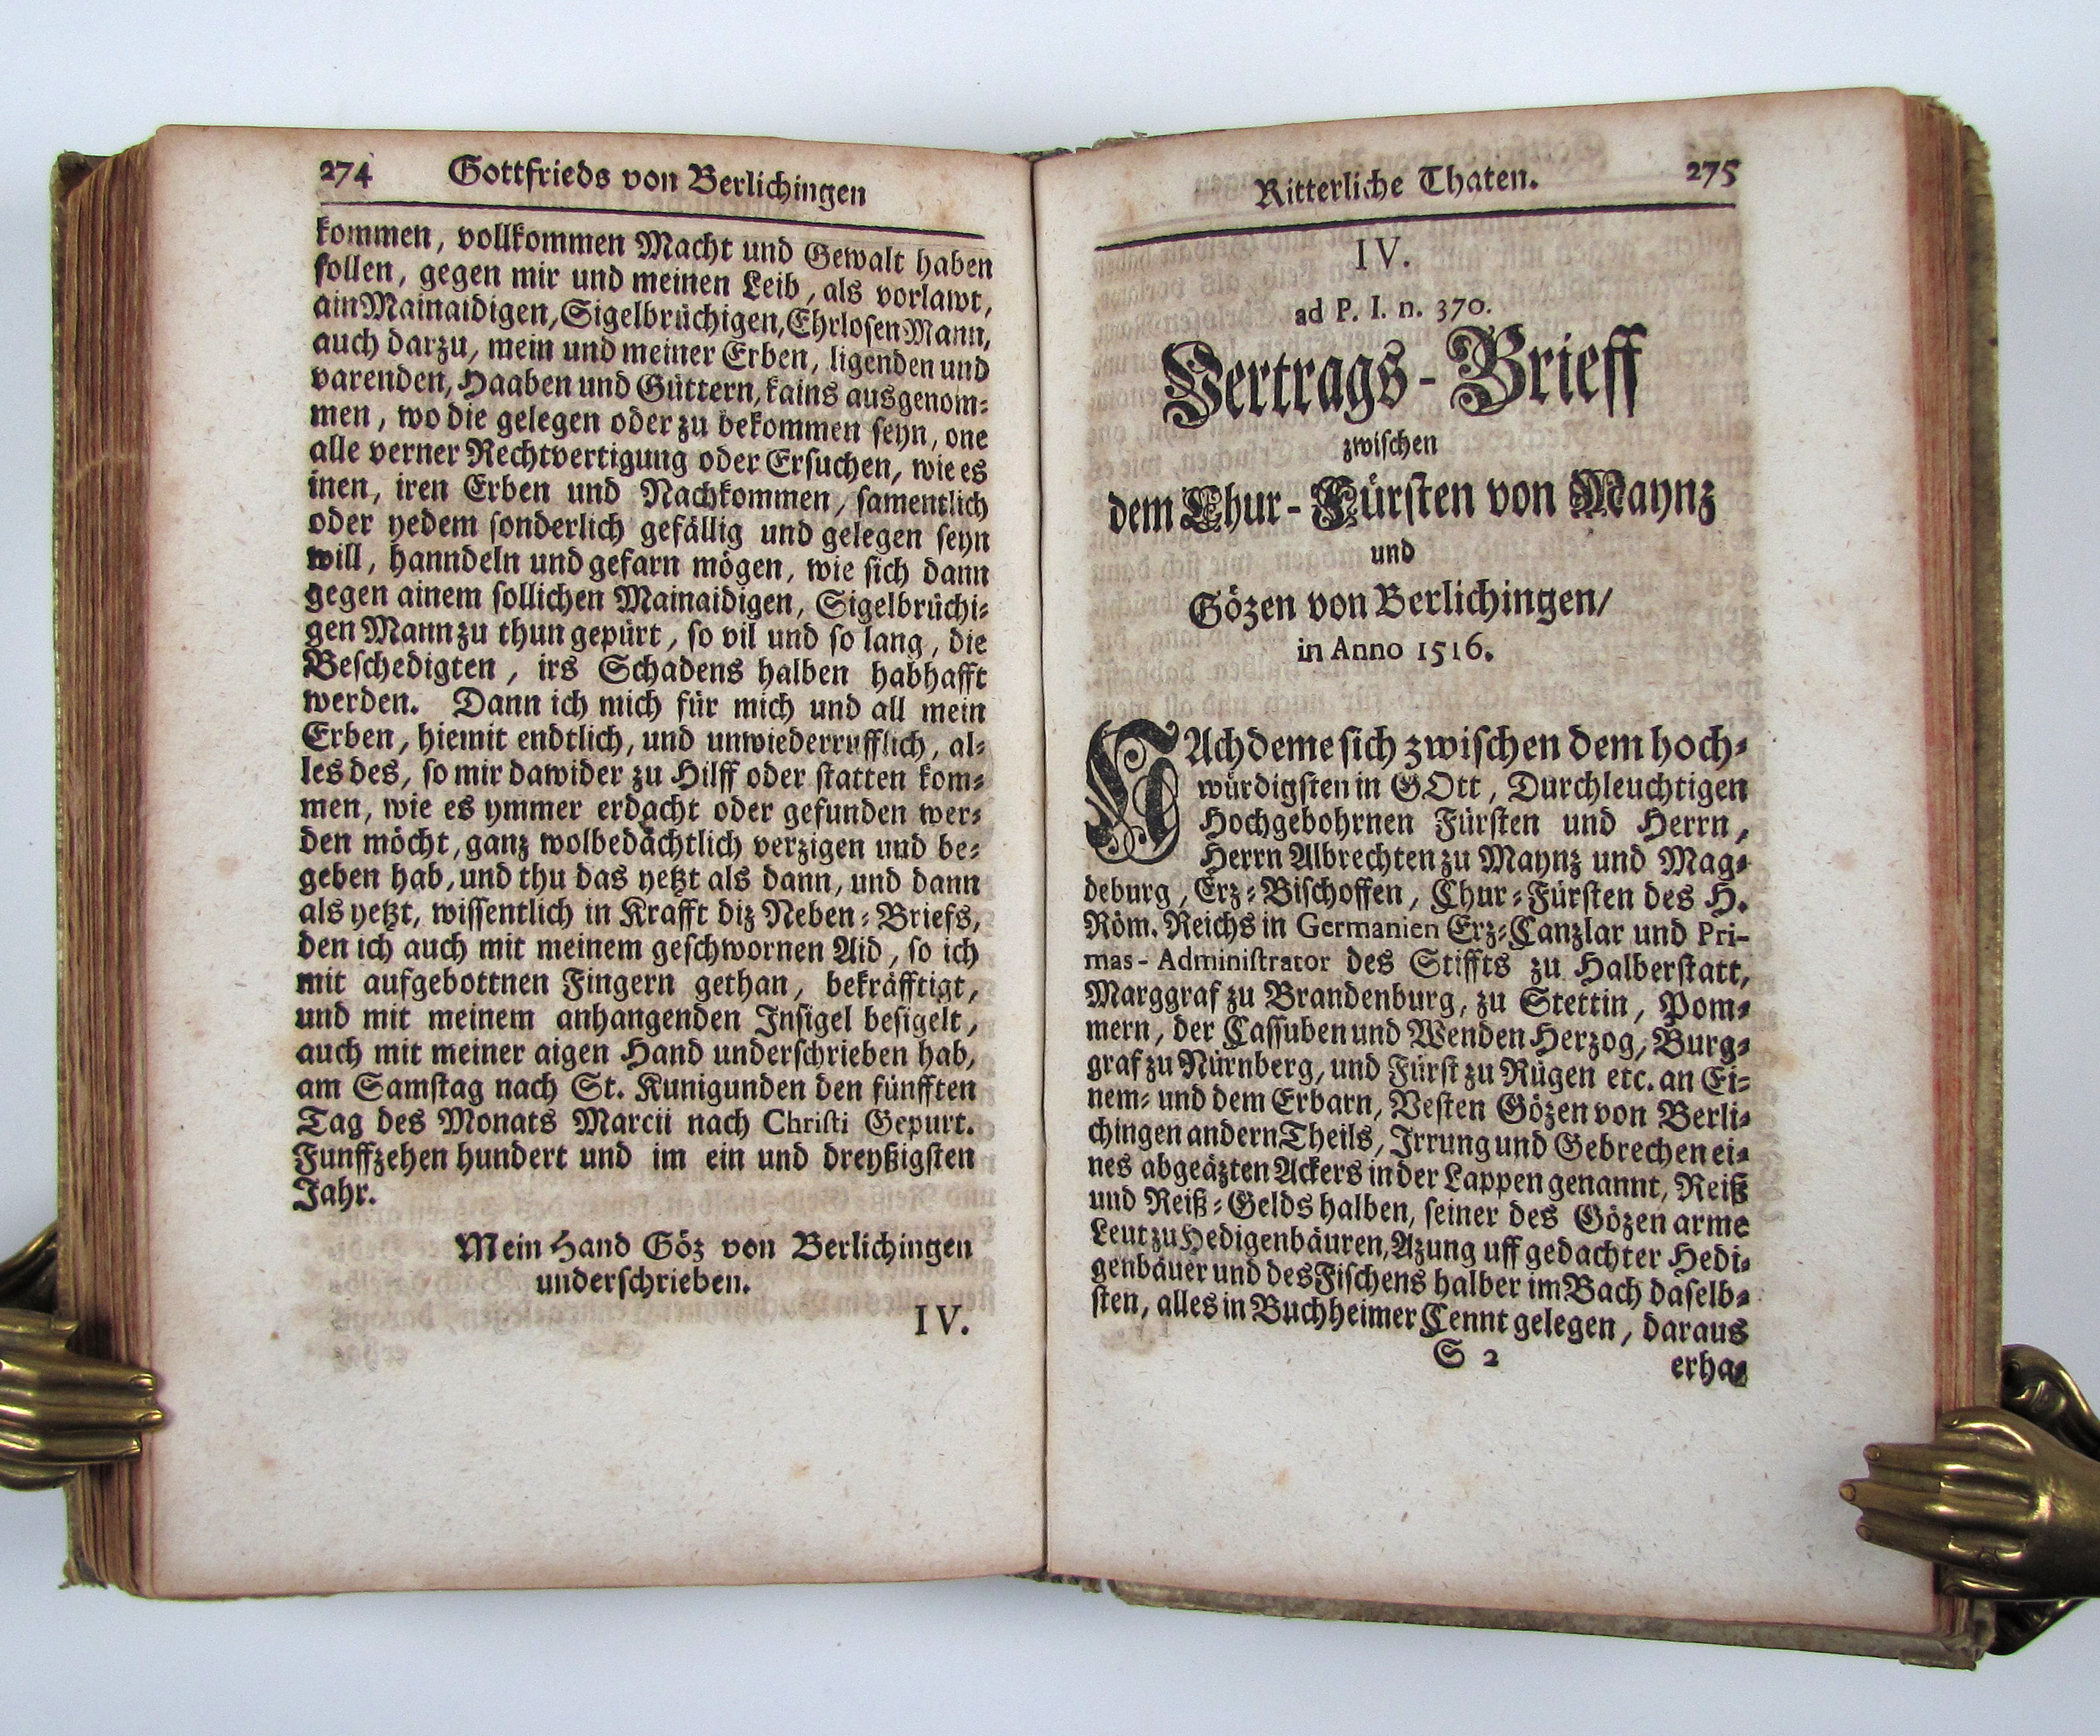 274 Gottfrieds von Berlichingen
kommen, vollkommen Macht und Gewalt haben
sollen, gegen mir und meinen Leib, als vorlawt,
ain Mainaidigen, Sigelbrüchigen, Ehrlosen Mann,
auch darzu, mein und meiner Erben, ligenden und
varenden, Haaben und Güttern, kains ausgenom-
men, wo die gelegen oder zu bekommen seyn, one
alle verner Rechtvertigung oder Ersuchen, wie es
inen, iren Erben und Nachkommen, samentlich
oder yedem sonderlich gefällig und gelegen seyn
will, hanndeln und gefarn mögen, wie sich dann
gegen ainem sollichen Mainaidigen, Sigelbrüchi-
gen Mann zu thun gepürt, so vil und so lang, die
Beschedigten, irs Schadens halben habhafft
werden. Dann ich mich für mich und all mein
Erben, hiemit endtlich, und unwiederrufflich, al-
les des, so mir dawider zu Hilff oder statten kom-
men, wie es ymmer erdacht oder gefunden wer-
den möcht, ganz wolbedächtlich verzigen und be-
geben hab, und thu das yetzt als dann, und dann
als yetzt, wissentlich in Krafft diz Neben-Briefs,
den ich auch mit meinem geschwornen Aid, so ich
mit aufgebottnen Fingern gethan, bekräfftigt,
und mit meinem anhangenden Insigel besigelt,
auch mit meiner aigen Hand underschrieben hab,
am Samstag nach St. Kunigunden den fünfften
Tag des Monats Marcii nach Christi Gepurt.
Funffzehen hundert und im ein und dreyßigsten
Jahr.
Mein Hand Göz von Berlichingen
underschrieben.
IV.
Ritterliche Thaten. 275
IV.
ad P. I. n. 370.
Vertrags-Brieff
zwischen
dem Chur-Fürsten von Maynz
und
Gözen von Berlichingen/
in Anno 1516.
NAchdeme sich zwischen dem hoch-
würdigsten in GOtt, Durchleuchtigen
Hochgebohrnen Fürsten und Herrn,
Herrn Albrechten zu Maynz und Mag-
deburg, Erz-Bischoffen, Chur-Fürsten des H.
Röm. Reichs in Germanien Erz-Canzlar und Pri-
mas-Administrator des Stiffts zu Halberstatt,
Marggraf zu Brandenburg, zu Stettin, Pom-
mern, der Cassuben und Wenden Herzog, Burg-
graf zu Nürnberg, und Fürst zu Rügen etc. an Ei-
nem- und dem Erbarn, Vesten Gözen von Berli-
chingen andern Theils, Irrung und Gebrechen ei-
nes abgeäzten Ackers in der Lappen genannt, Reiß
und Reiß-Gelds halben, seiner des Gözen arme
Leut zu Hedigenbäuren, Azung uff gedachter Hedi-
genbäuer und des Fischens halber im Bach daselb-
sten, alles in Buchheimer Cennt gelegen, daraus
S 2 erha-